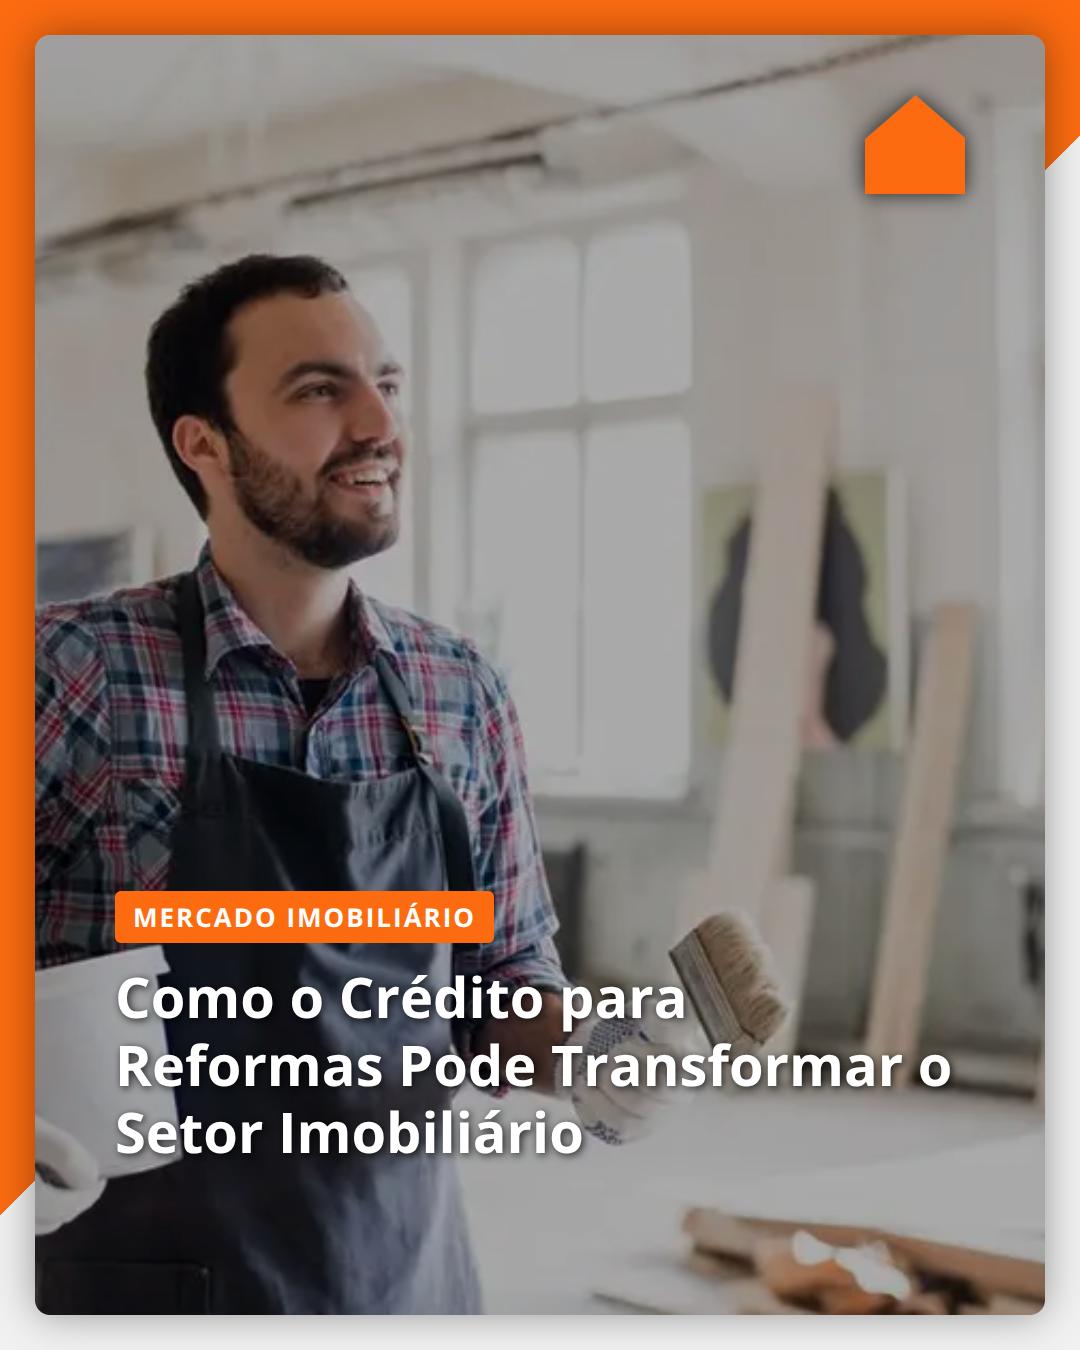 MERCADO IMOBILIÁRIO
Como o Crédito para
Reformas Pode Transformar o
Setor Imobiliário